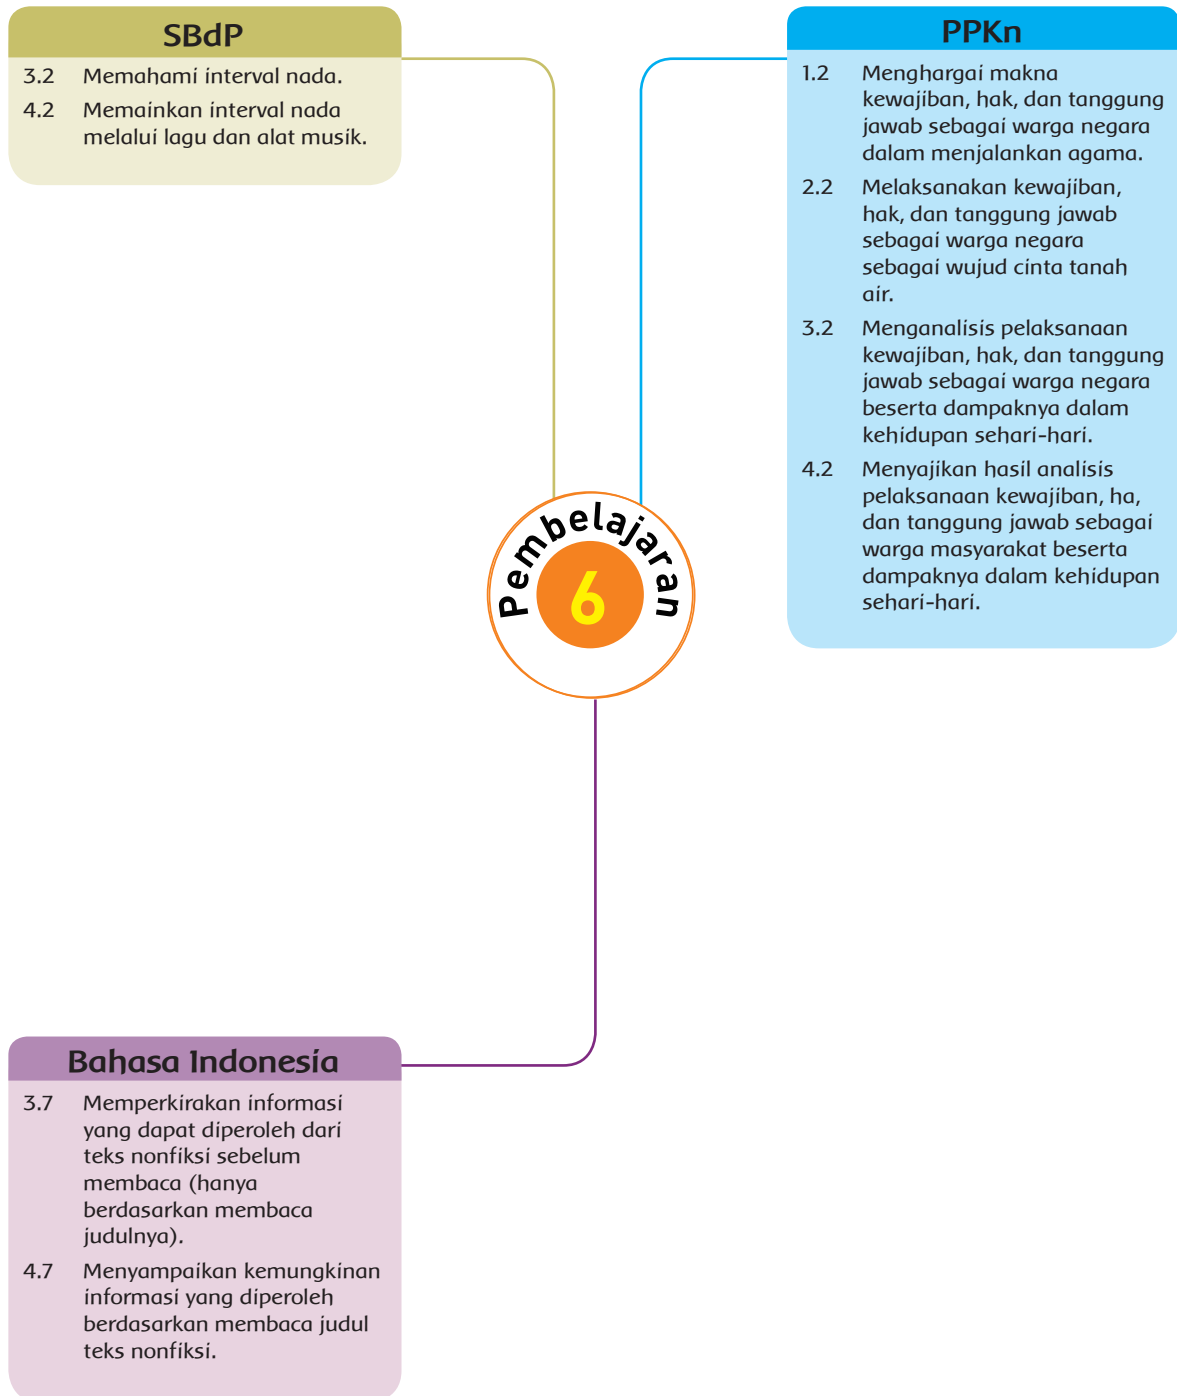 SBdP
3.2 Memahami interval nada.
4.2 Memainkan interval nada
melalui lagu dan alat musik.
PPKn
1.2 Menghargai makna
kewajiban, hak, dan tanggung
jawab sebagai warga negara
dalam menjalankan agama.
2.2 Melaksanakan kewajiban,
hak, dan tanggung jawab
sebagai warga negara
sebagai wujud cinta tanah
air.
3.2 Menganalisis pelaksanaan
kewajiban, hak, dan tanggung
jawab sebagai warga negara
beserta dampaknya dalam
kehidupan sehari-hari.
4.2 Menyajikan hasil analisis
pelaksanaan kewajiban, ha,
dan tanggung jawab sebagai
warga masyarakat beserta
dampaknya dalam kehidupan
sehari-hari.
Pembelajaran
6
Bahasa Indonesia
3.7 Memperkirakan informasi
yang dapat diperoleh dari
teks nonfiksi sebelum
membaca (hanya
berdasarkan membaca
judulnya).
4.7 Menyampaikan kemungkinan
informasi yang diperoleh
berdasarkan membaca judul
teks nonfiksi.